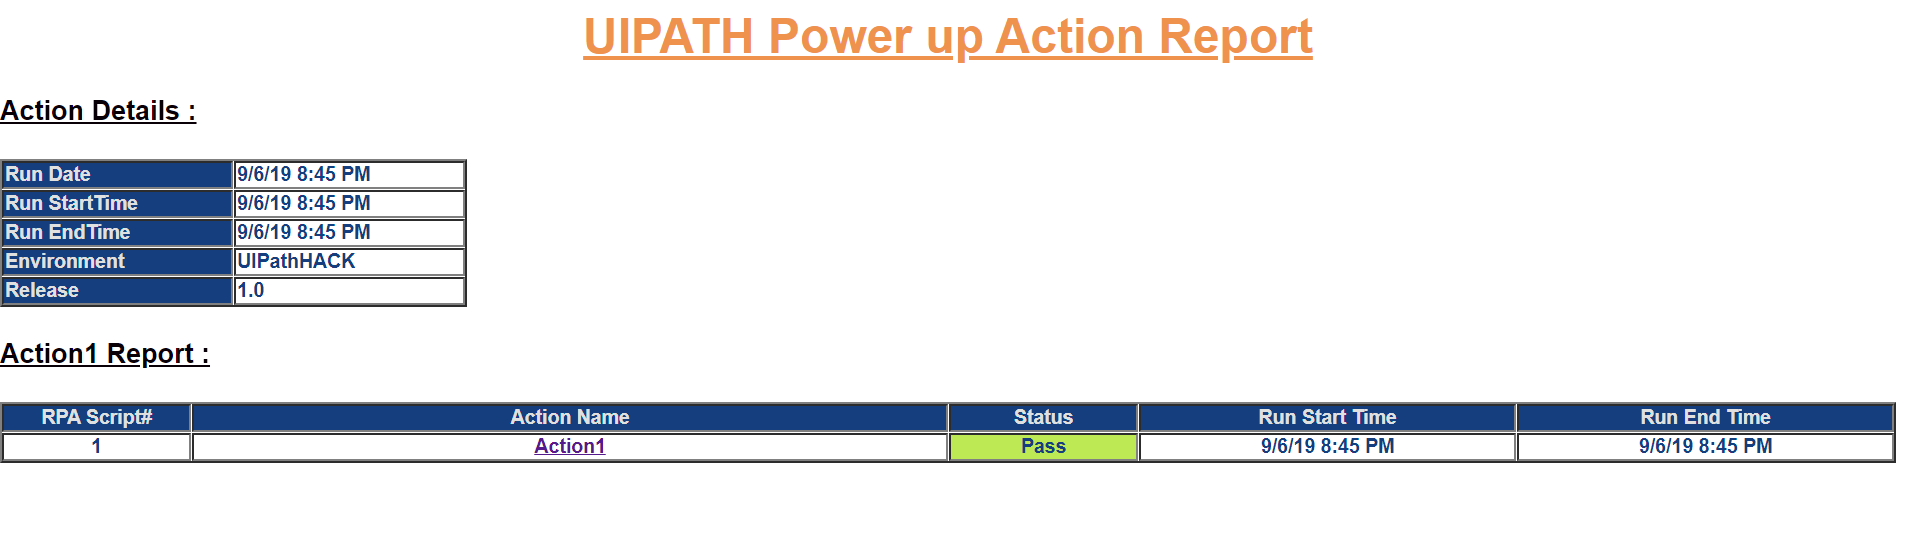 UIPATH Power up Action Report
Action Details :
Run Date 9/6/19 8:45 PM
Run StartTime 9/6/19 8:45 PM
Run EndTime 9/6/19 8:45 PM
Environment UIPathHACK
Release 1.0
Action1 Report :
RPA Script# Action Name Status Run Start Time Run End Time
1 Action1 Pass 9/6/19 8:45 PM 9/6/19 8:45 PM